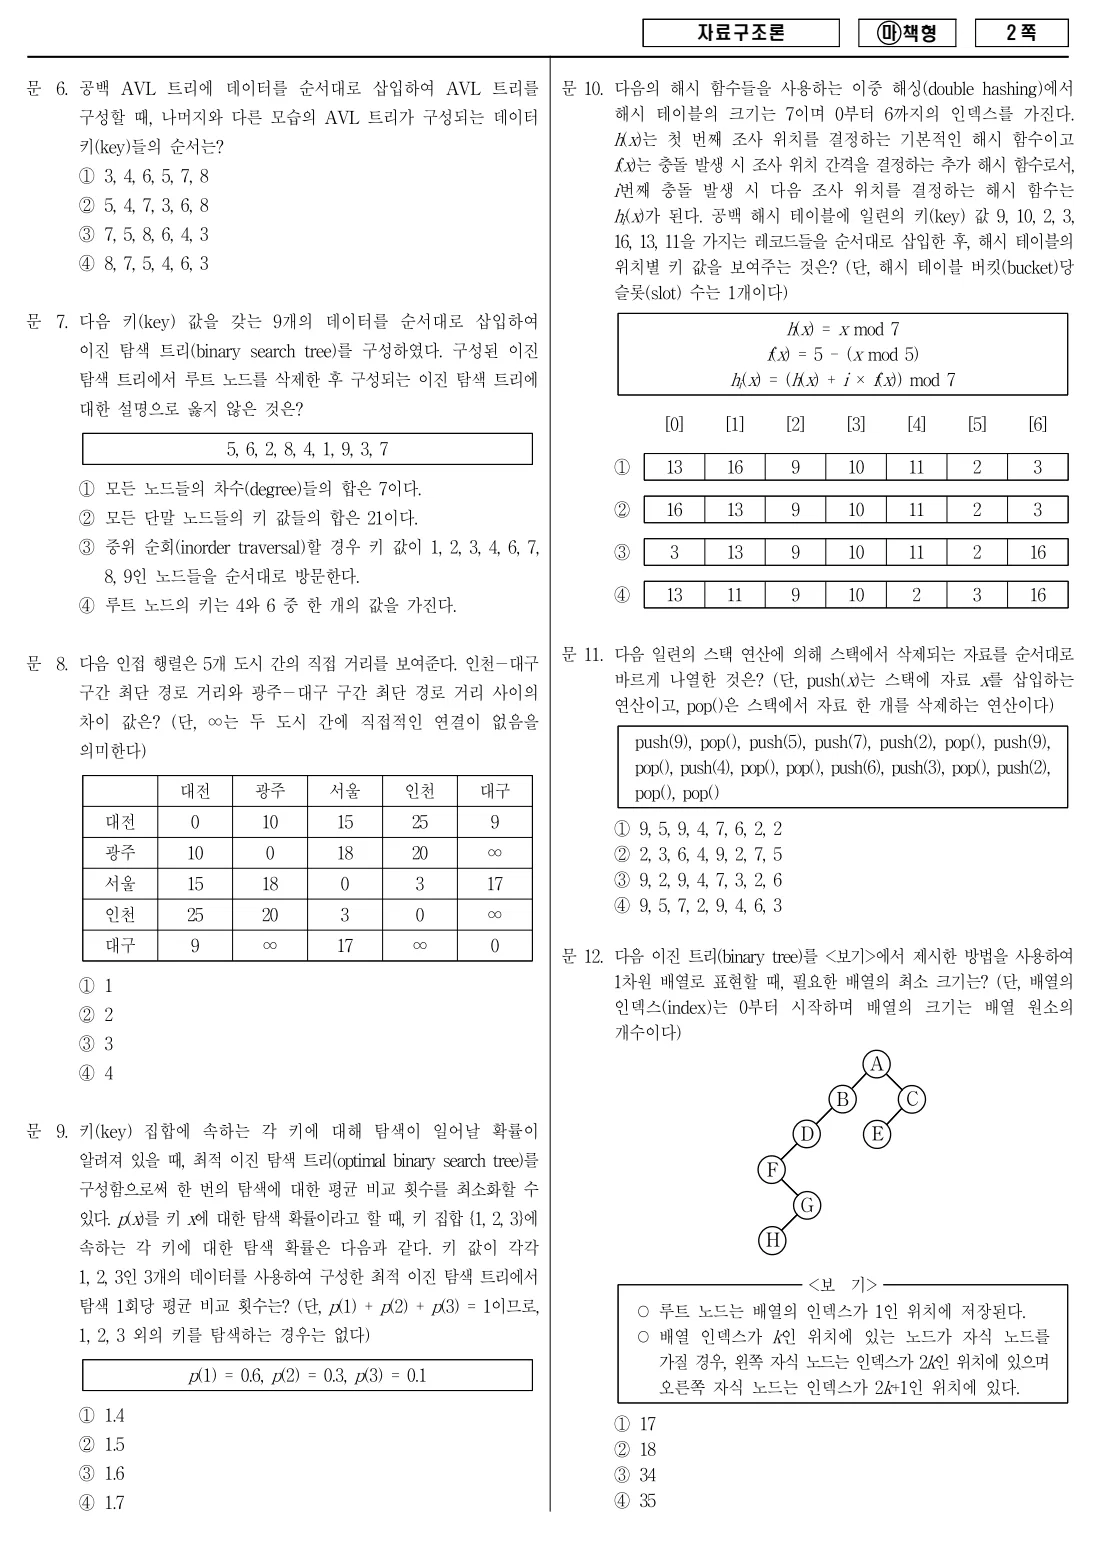 자료구조론
㉲책형
2쪽
문 6. 공백 AVL 트리에 데이터를 순서대로 삽입하여 AVL 트리를
구성할 때, 나머지와 다른 모습의 AVL 트리가 구성되는 데이터
키(key)들의 순서는?
① 3, 4, 6, 5, 7, 8
② 5, 4, 7, 3, 6, 8
③ 7, 5, 8, 6, 4, 3
④ 8, 7, 5, 4, 6, 3
문 7. 다음 키(key) 값을 갖는 9개의 데이터를 순서대로 삽입하여
이진 탐색 트리(binary search tree)를 구성하였다. 구성된 이진
탐색 트리에서 루트 노드를 삭제한 후 구성되는 이진 탐색 트리에
대한 설명으로 옳지 않은 것은?
5, 6, 2, 8, 4, 1, 9, 3, 7
① 모든 노드들의 차수(degree)들의 합은 7이다.
② 모든 단말 노드들의 키 값들의 합은 21이다.
③ 중위 순회(inorder traversal)할 경우 키 값이 1, 2, 3, 4, 6, 7,
8, 9인 노드들을 순서대로 방문한다.
④ 루트 노드의 키는 4와 6 중 한 개의 값을 가진다.
문 8. 다음 인접 행렬은 5개 도시 간의 직접 거리를 보여준다. 인천-대구
구간 최단 경로 거리와 광주-대구 구간 최단 경로 거리 사이의
차이 값은? (단, ∞는 두 도시 간에 직접적인 연결이 없음을
의미한다)
대전 광주 서울 인천 대구
대전 0 10 15 25 9
광주 10 0 18 20 ∞
서울 15 18 0 3 17
인천 25 20 3 0 ∞
대구 9 ∞ 17 ∞ 0
① 1
② 2
③ 3
④ 4
문 9. 키(key) 집합에 속하는 각 키에 대해 탐색이 일어날 확률이
알려져 있을 때, 최적 이진 탐색 트리(optimal binary search tree)를
구성함으로써 한 번의 탐색에 대한 평균 비교 횟수를 최소화할 수
있다. p(x)를 키 x에 대한 탐색 확률이라고 할 때, 키 집합 {1, 2, 3}에
속하는 각 키에 대한 탐색 확률은 다음과 같다. 키 값이 각각
1, 2, 3인 3개의 데이터를 사용하여 구성한 최적 이진 탐색 트리에서
탐색 1회당 평균 비교 횟수는? (단, p(1) + p(2) + p(3) = 1이므로,
1, 2, 3 외의 키를 탐색하는 경우는 없다)
p(1) = 0.6, p(2) = 0.3, p(3) = 0.1
① 1.4
② 1.5
③ 1.6
④ 1.7
문 10. 다음의 해시 함수들을 사용하는 이중 해싱(double hashing)에서
해시 테이블의 크기는 7이며 0부터 6까지의 인덱스를 가진다.
h(x)는 첫 번째 조사 위치를 결정하는 기본적인 해시 함수이고
f(x)는 충돌 발생 시 조사 위치 간격을 결정하는 추가 해시 함수로서,
i번째 충돌 발생 시 다음 조사 위치를 결정하는 해시 함수는
hᵢ(x)가 된다. 공백 해시 테이블에 일련의 키(key) 값 9, 10, 2, 3,
16, 13, 11을 가지는 레코드들을 순서대로 삽입한 후, 해시 테이블의
위치별 키 값을 보여주는 것은? (단, 해시 테이블 버킷(bucket)당
슬롯(slot) 수는 1개이다)
h(x) = x mod 7
f(x) = 5 - (x mod 5)
hᵢ(x) = (h(x) + i × f(x)) mod 7
[0] [1] [2] [3] [4] [5] [6]
① 13 16 9 10 11 2 3
② 16 13 9 10 11 2 3
③ 3 13 9 10 11 2 16
④ 13 11 9 10 2 3 16
문 11. 다음 일련의 스택 연산에 의해 스택에서 삭제되는 자료를 순서대로
바르게 나열한 것은? (단, push(x)는 스택에 자료 x를 삽입하는
연산이고, pop()은 스택에서 자료 한 개를 삭제하는 연산이다)
push(9), pop(), push(5), push(7), push(2), pop(), push(9),
pop(), push(4), pop(), pop(), push(6), push(3), pop(), push(2),
pop(), pop()
① 9, 5, 9, 4, 7, 6, 2, 2
② 2, 3, 6, 4, 9, 2, 7, 5
③ 9, 2, 9, 4, 7, 3, 2, 6
④ 9, 5, 7, 2, 9, 4, 6, 3
문 12. 다음 이진 트리(binary tree)를 <보기>에서 제시한 방법을 사용하여
1차원 배열로 표현할 때, 필요한 배열의 최소 크기는? (단, 배열의
인덱스(index)는 0부터 시작하며 배열의 크기는 배열 원소의
개수이다)
A
B C
D E
F
G
H
<보 기>
○ 루트 노드는 배열의 인덱스가 1인 위치에 저장된다.
○ 배열 인덱스가 k인 위치에 있는 노드가 자식 노드를
가질 경우, 왼쪽 자식 노드는 인덱스가 2k인 위치에 있으며
오른쪽 자식 노드는 인덱스가 2k+1인 위치에 있다.
① 17
② 18
③ 34
④ 35